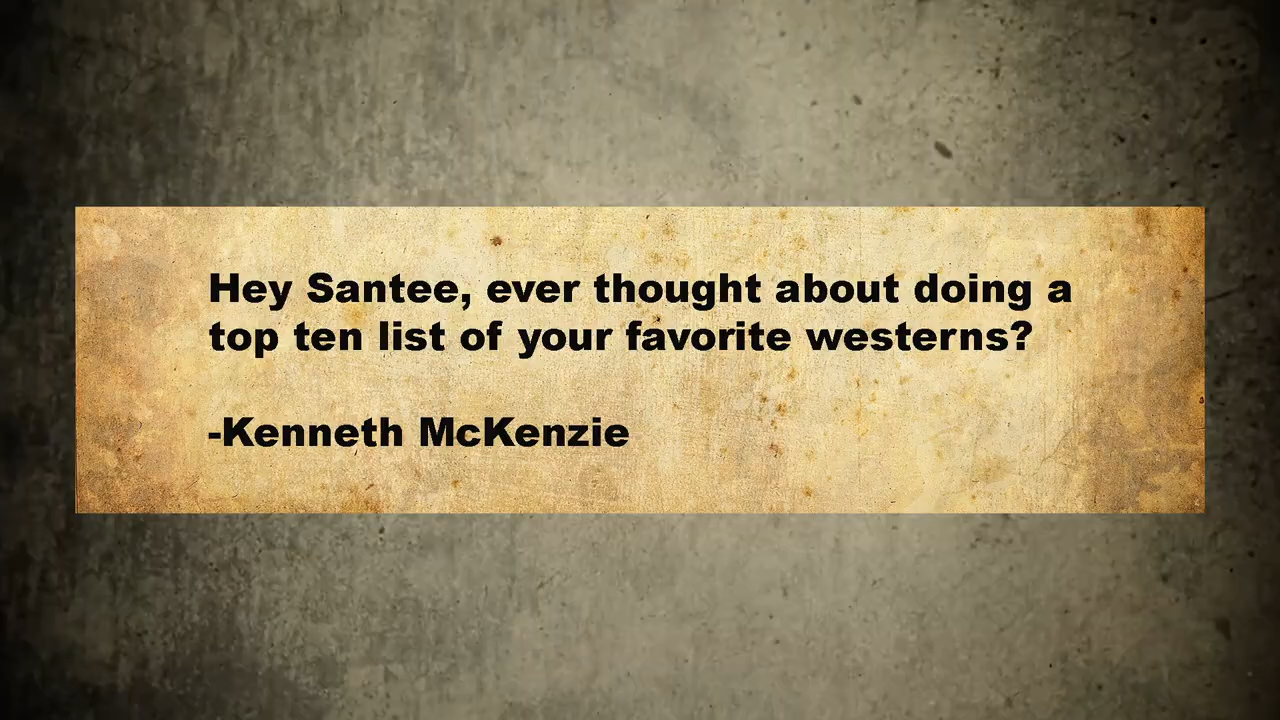 Hey Santee, ever thought about doing a
top ten list of your favorite westerns?
-Kenneth McKenzie